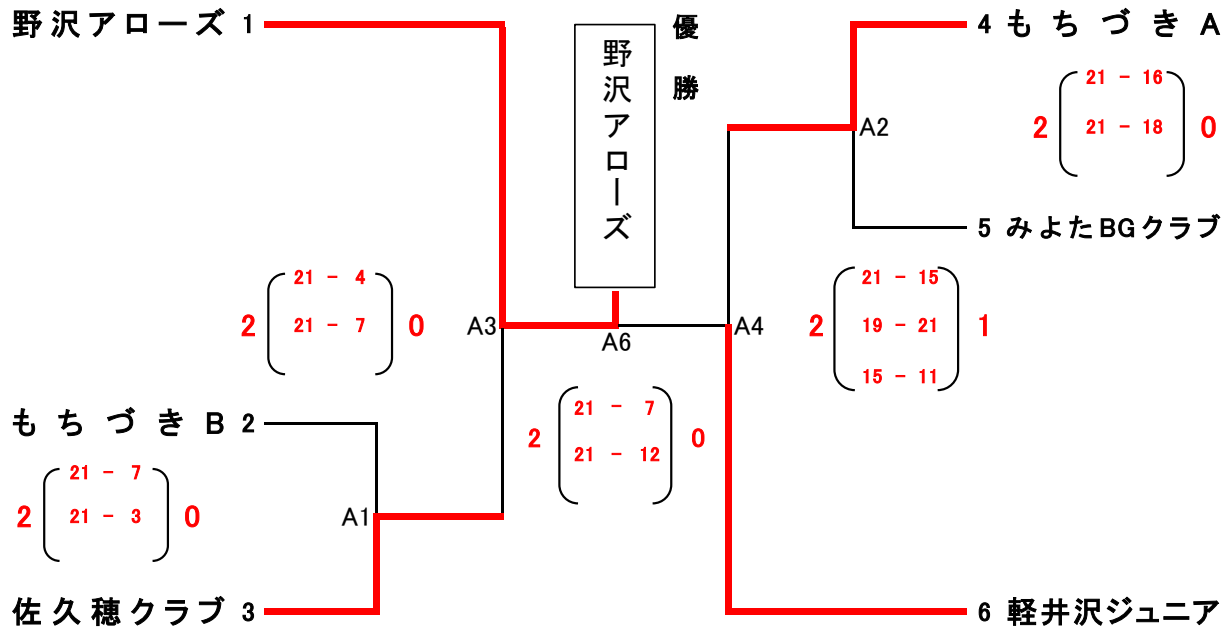 野沢アローズ 1
優勝
野沢アローズ
4 もちづき A
21 - 16
2 21 - 18 0
A2
5 みよたBGクラブ
21 - 4
2 21 - 7 0
A3
A6
A4
21 - 15
2 19 - 21 1
15 - 11
もちづき B 2
21 - 7
2 21 - 12 0
21 - 7
2 21 - 3 0
A1
佐久穂クラブ 3
6 軽井沢ジュニア